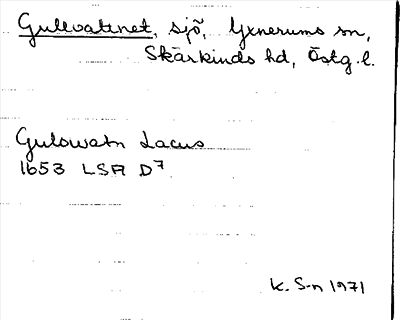 Gullvattnet, sjö, Yxnerums sn,
Skärkinds hd, Östg.l.
Gulowatn Lacus
1653 LSA D7
K. S-n 1971